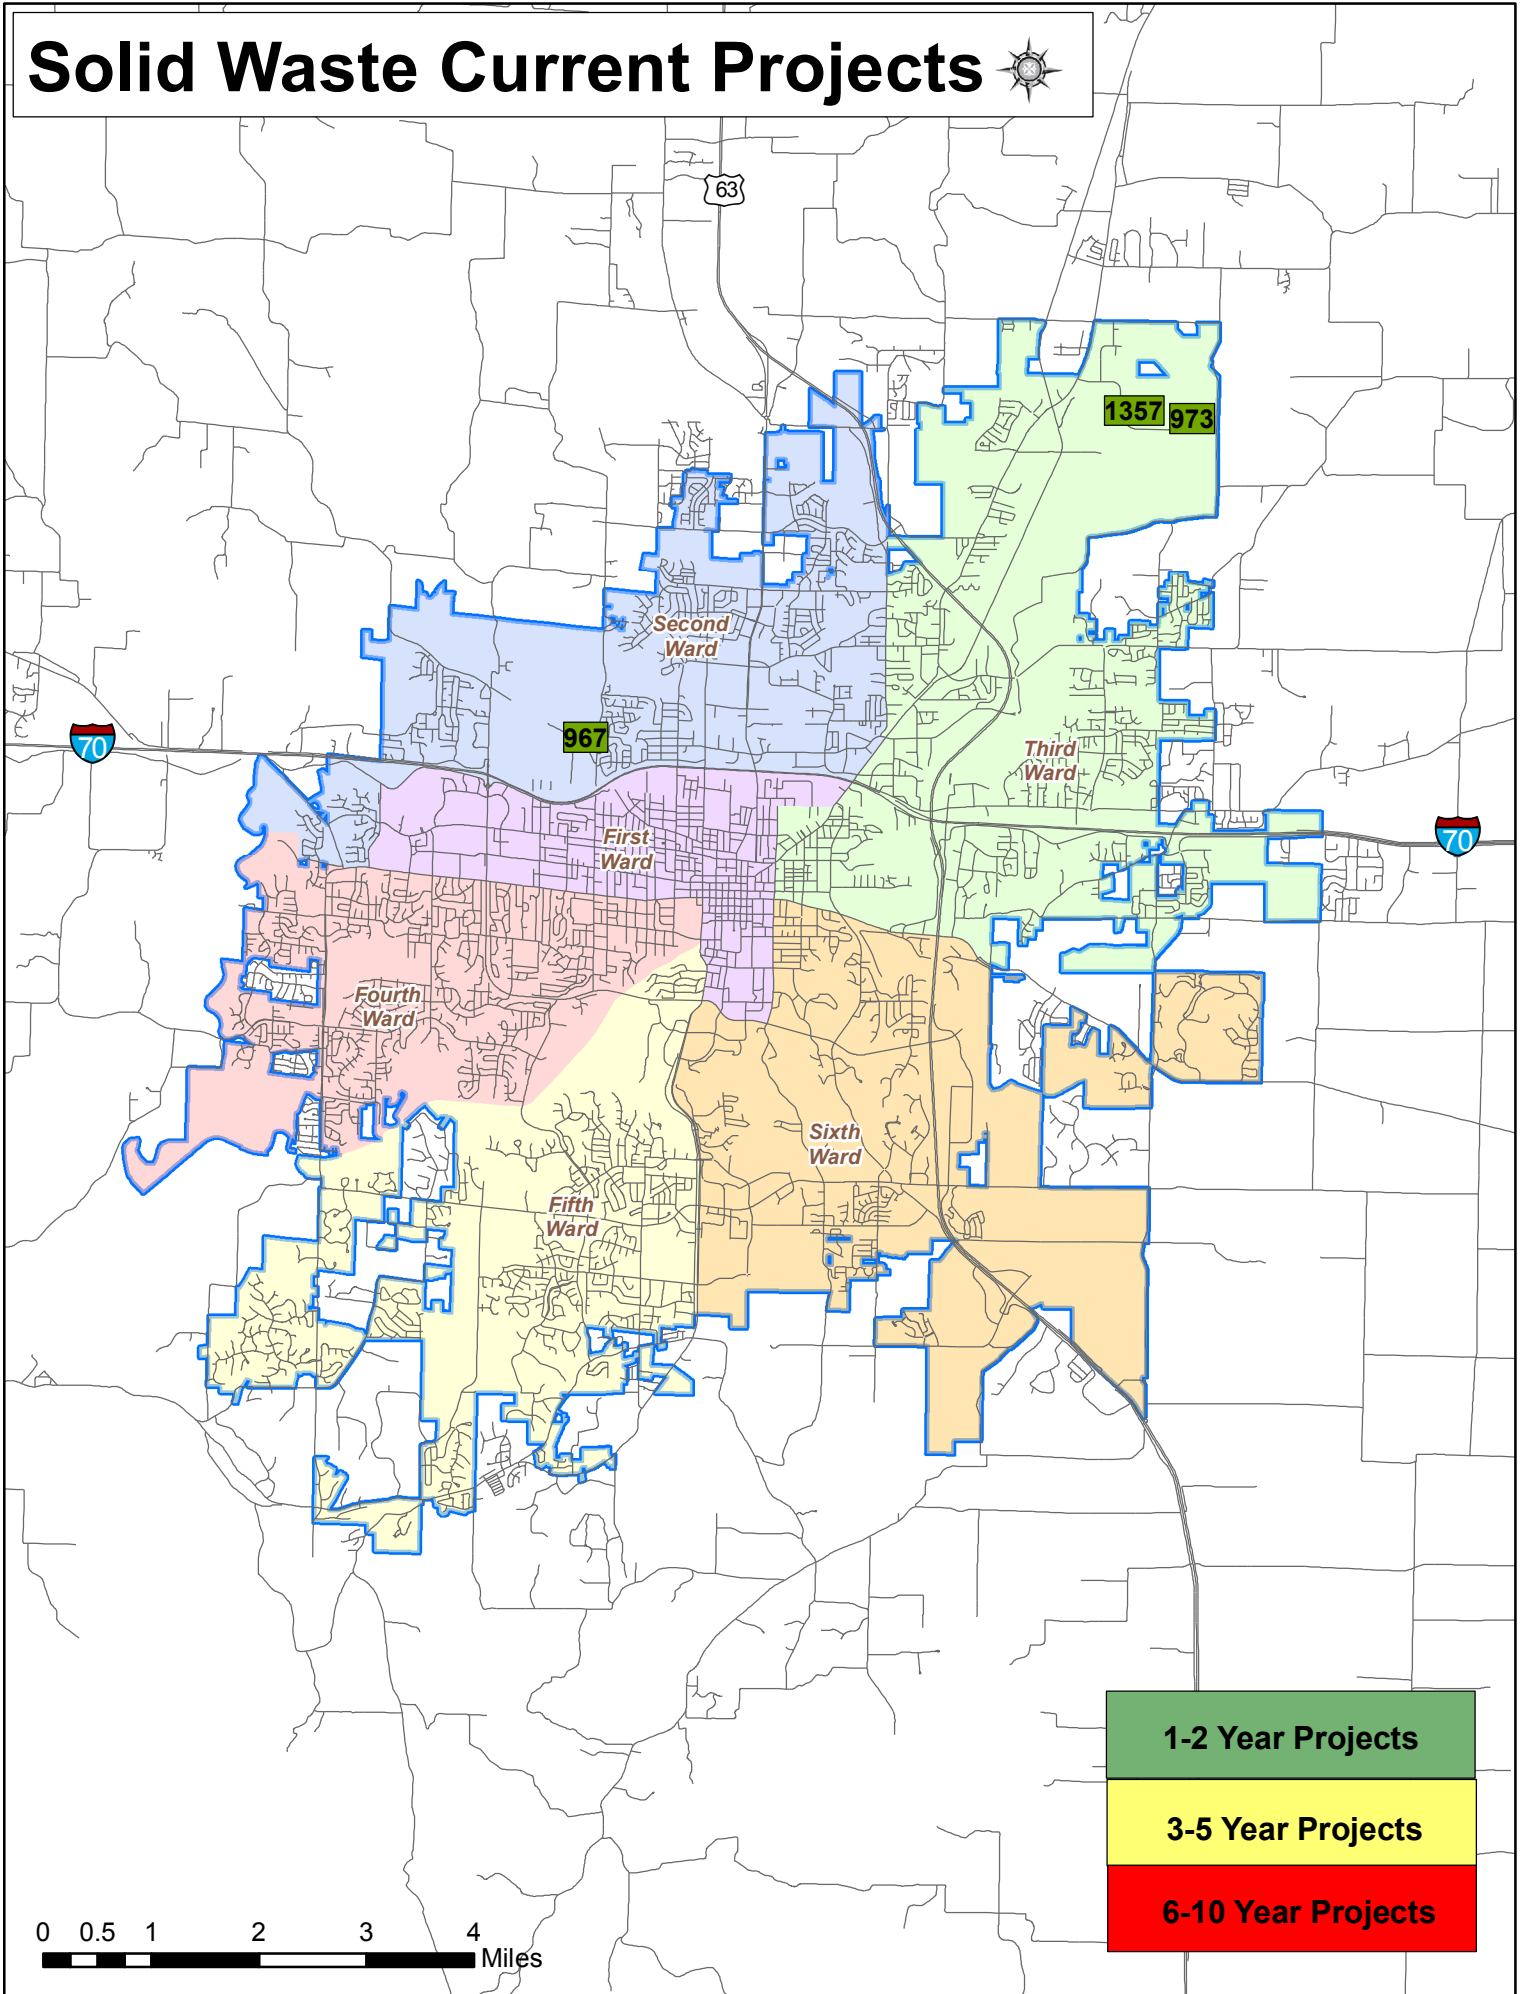 Solid Waste Current Projects
63
1357
973
Second
Ward
967
70
Third
Ward
First
Ward
70
Fourth
Ward
Sixth
Ward
Fifth
Ward
1-2 Year Projects
3-5 Year Projects
6-10 Year Projects
0 0.5 1 2 3 4
Miles